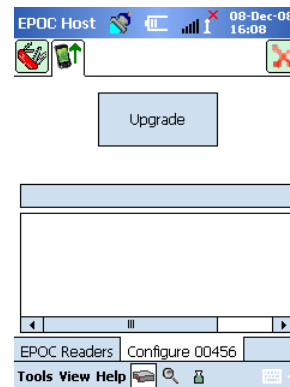 EPOC Host 08-Dec-08
16:08
Upgrade
EPOC Readers Configure 00456
Tools View Help